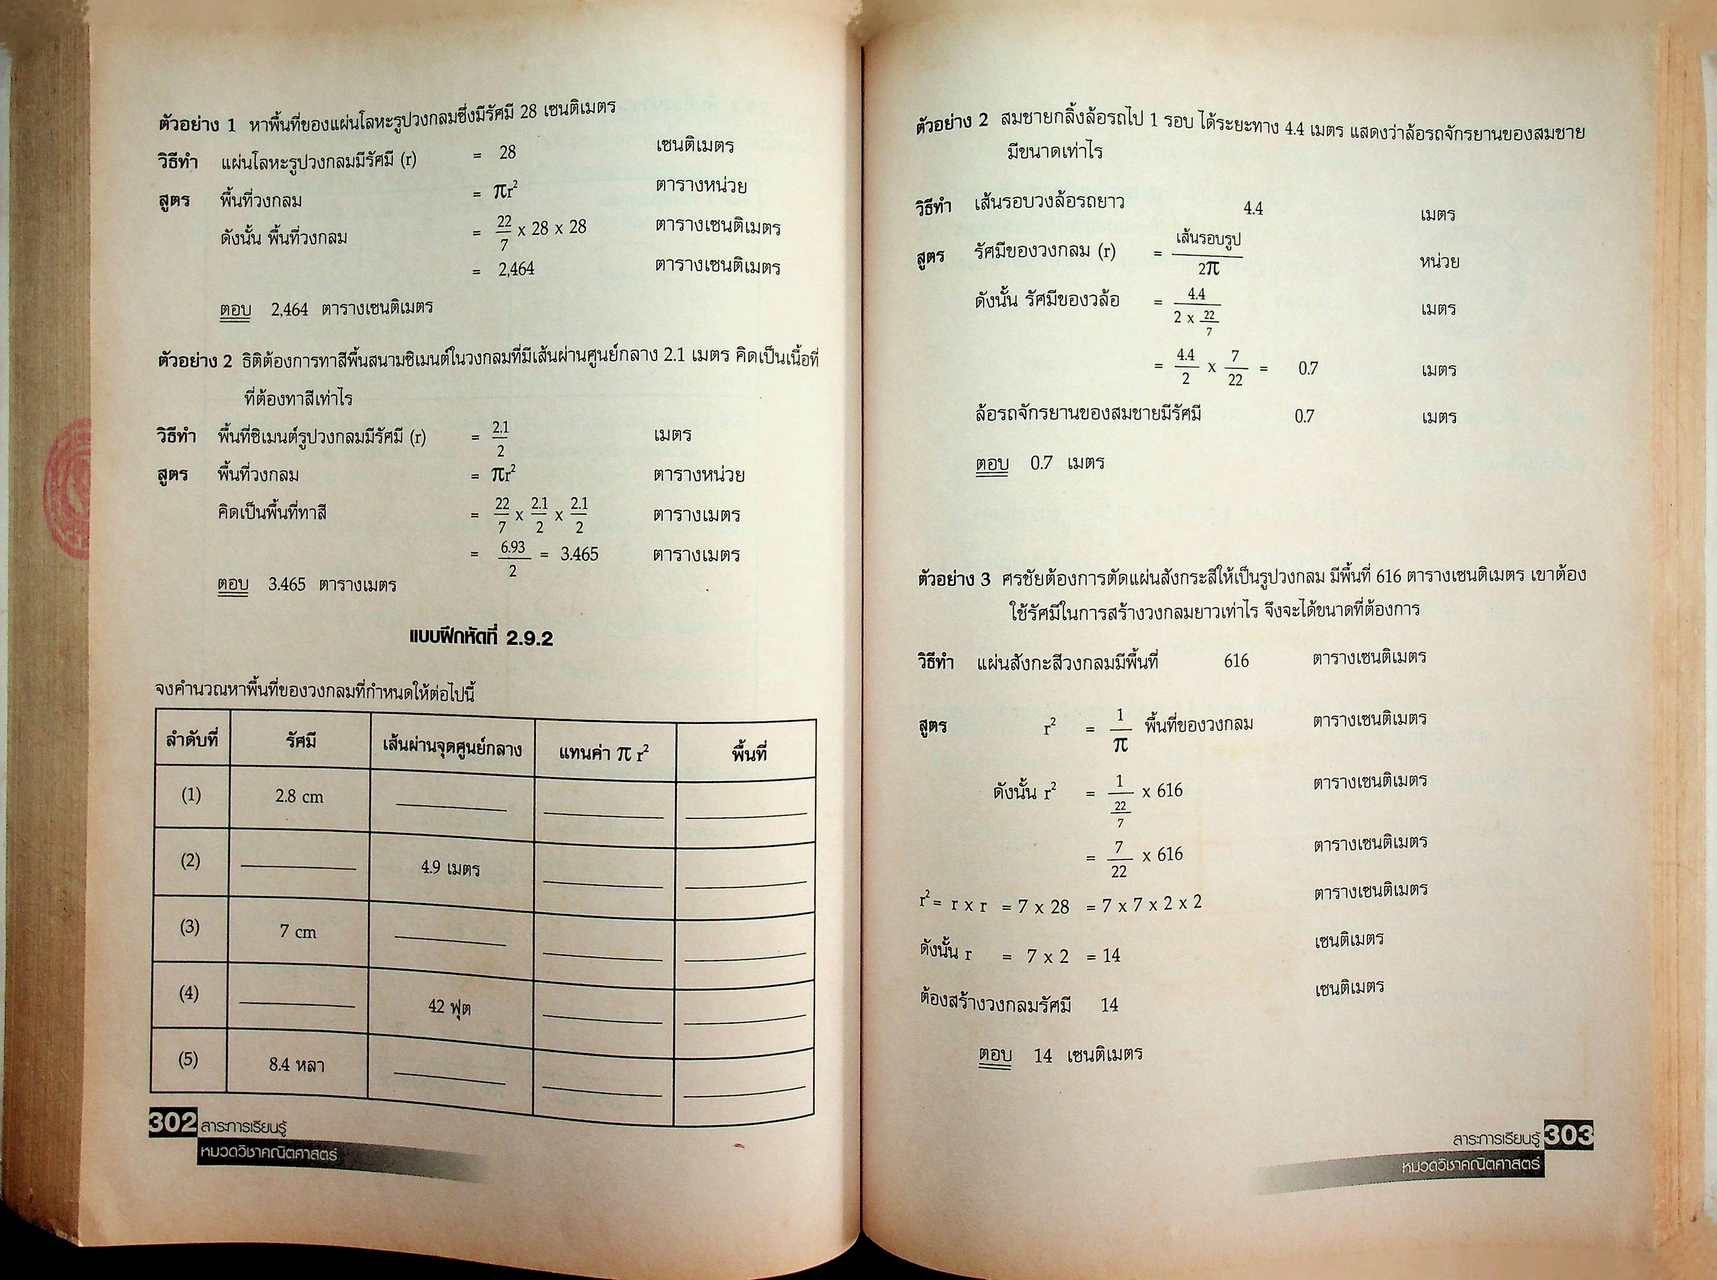 ตัวอย่าง 1 หาพื้นที่ของแผ่นโลหะรูปวงกลมซึ่งมีรัศมี 28 เซนติเมตร
วิธีทำ แผ่นโลหะรูปวงกลมมีรัศมี (r) = 28 เซนติเมตร
สูตร พื้นที่วงกลม = πr² ตารางหน่วย
ดังนั้น พื้นที่วงกลม = 22/7 x 28 x 28 ตารางเซนติเมตร
= 2,464 ตารางเซนติเมตร
ตอบ 2,464 ตารางเซนติเมตร
ตัวอย่าง 2 ธิติต้องการทาสีพื้นสนามซิเมนต์ในวงกลมที่มีเส้นผ่านศูนย์กลาง 2.1 เมตร คิดเป็นเนื้อที่
ที่ต้องทาสีเท่าไร
วิธีทำ พื้นที่ซิเมนต์รูปวงกลมมีรัศมี (r) = 2.1/2 เมตร
สูตร พื้นที่วงกลม = πr² ตารางหน่วย
คิดเป็นพื้นที่ทาสี = 22/7 x 2.1/2 x 2.1/2 ตารางเมตร
= 6.93/2 = 3.465 ตารางเมตร
ตอบ 3.465 ตารางเมตร
แบบฝึกหัดที่ 2.9.2
จงคำนวณหาพื้นที่ของวงกลมที่กำหนดให้ต่อไปนี้
ลำดับที่ รัศมี เส้นผ่านจุดศูนย์กลาง แทนค่า π r² พื้นที่
(1) 2.8 cm
(2) 4.9 เมตร
(3) 7 cm
(4) 42 ฟุต
(5) 8.4 หลา
302 สาระการเรียนรู้
หมวดวิชาคณิตศาสตร์
ตัวอย่าง 2 สมชายกลิ้งล้อรถไป 1 รอบ ได้ระยะทาง 4.4 เมตร แสดงว่าล้อรถจักรยานของสมชาย
มีขนาดเท่าไร
วิธีทำ เส้นรอบวงล้อรถยาว 4.4 เมตร
สูตร รัศมีของวงกลม (r) = เส้นรอบรูป/2π หน่วย
ดังนั้น รัศมีของวล้อ = 4.4/(2 x 22/7) เมตร
= 4.4/2 x 7/22 = 0.7 เมตร
ล้อรถจักรยานของสมชายมีรัศมี 0.7 เมตร
ตอบ 0.7 เมตร
ตัวอย่าง 3 ศรชัยต้องการตัดแผ่นสังกระสีให้เป็นรูปวงกลม มีพื้นที่ 616 ตารางเซนติเมตร เขาต้อง
ใช้รัศมีในการสร้างวงกลมยาวเท่าไร จึงจะได้ขนาดที่ต้องการ
วิธีทำ แผ่นสังกะสีวงกลมมีพื้นที่ 616 ตารางเซนติเมตร
สูตร r² = 1/π พื้นที่ของวงกลม ตารางเซนติเมตร
ดังนั้น r² = 1/(22/7) x 616 ตารางเซนติเมตร
= 7/22 x 616 ตารางเซนติเมตร
r² = r x r = 7 x 28 = 7 x 7 x 2 x 2 ตารางเซนติเมตร
ดังนั้น r = 7 x 2 = 14 เซนติเมตร
ต้องสร้างวงกลมรัศมี 14 เซนติเมตร
ตอบ 14 เซนติเมตร
สาระการเรียนรู้ 303
หมวดวิชาคณิตศาสตร์